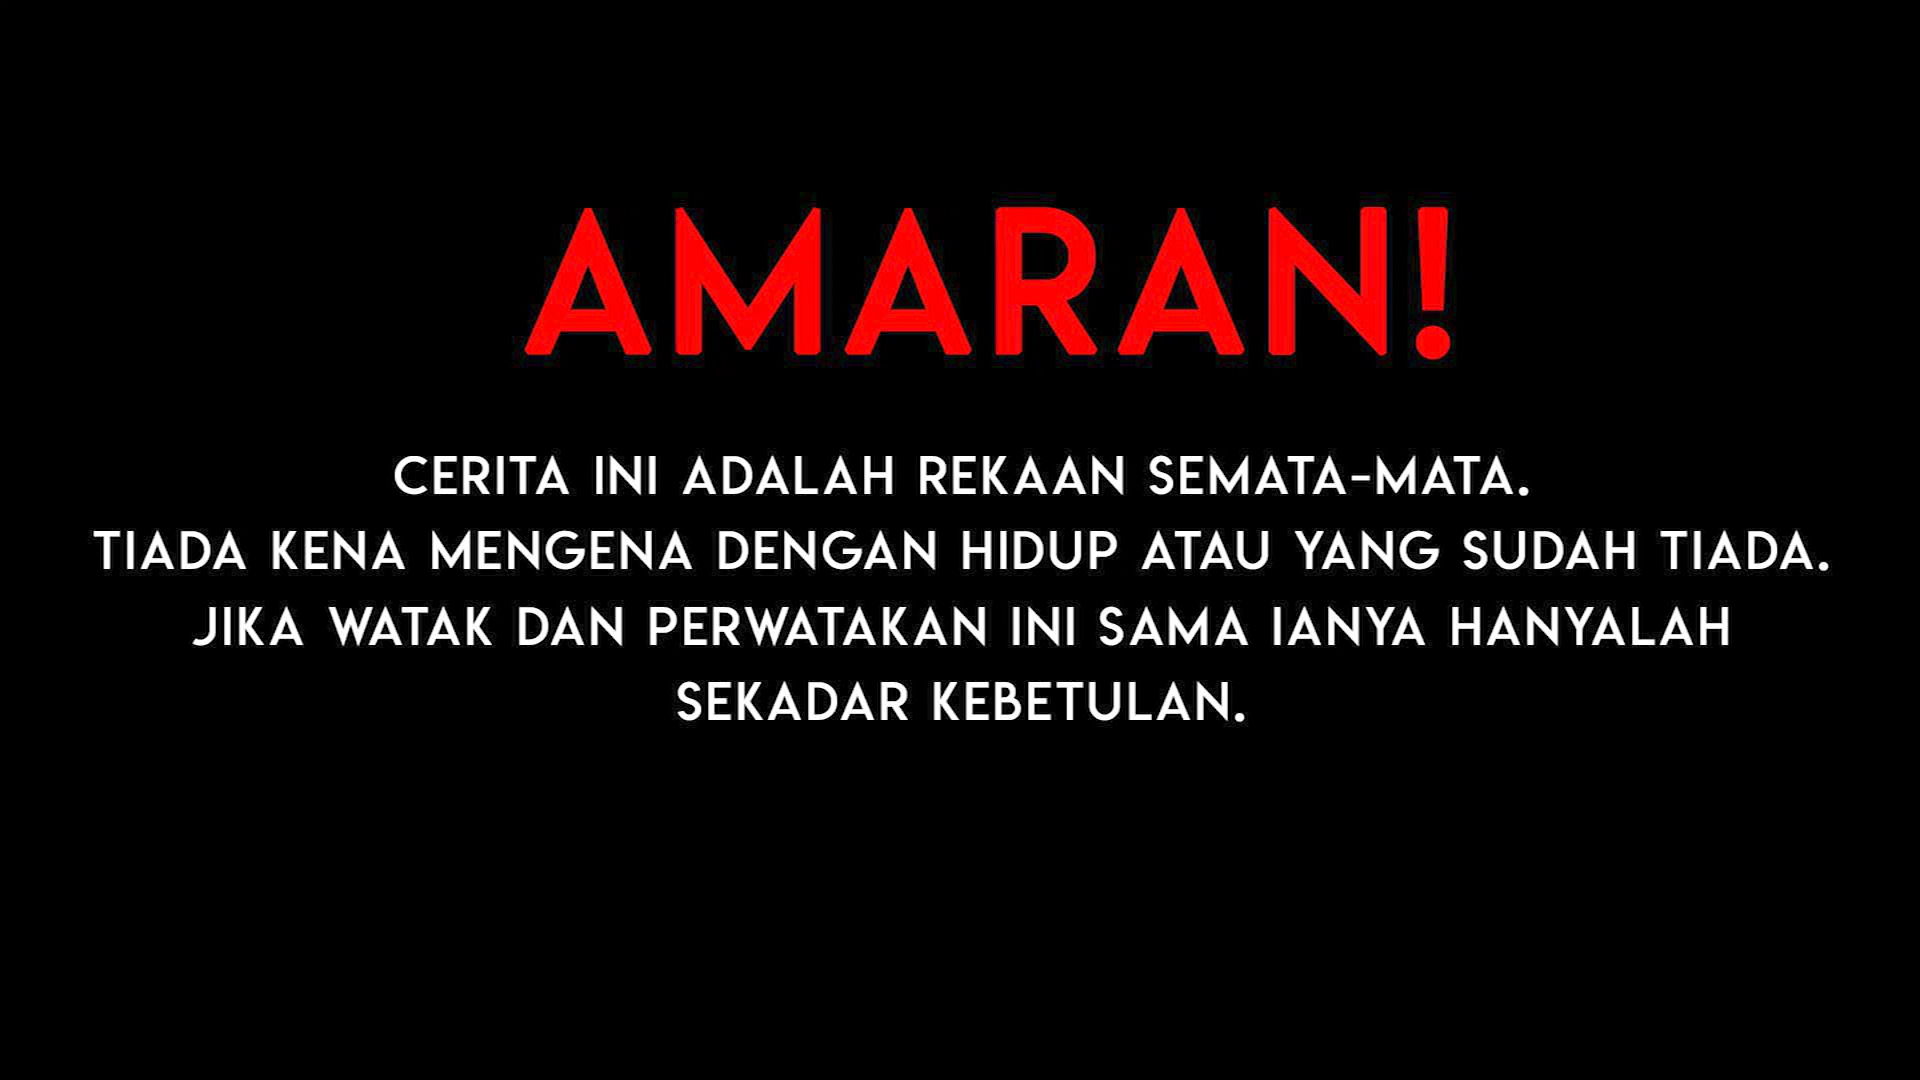 AMARAN!
CERITA INI ADALAH REKAAN SEMATA-MATA.
TIADA KENA MENGENA DENGAN HIDUP ATAU YANG SUDAH TIADA.
JIKA WATAK DAN PERWATAKAN INI SAMA IANYA HANYALAH
SEKADAR KEBETULAN.